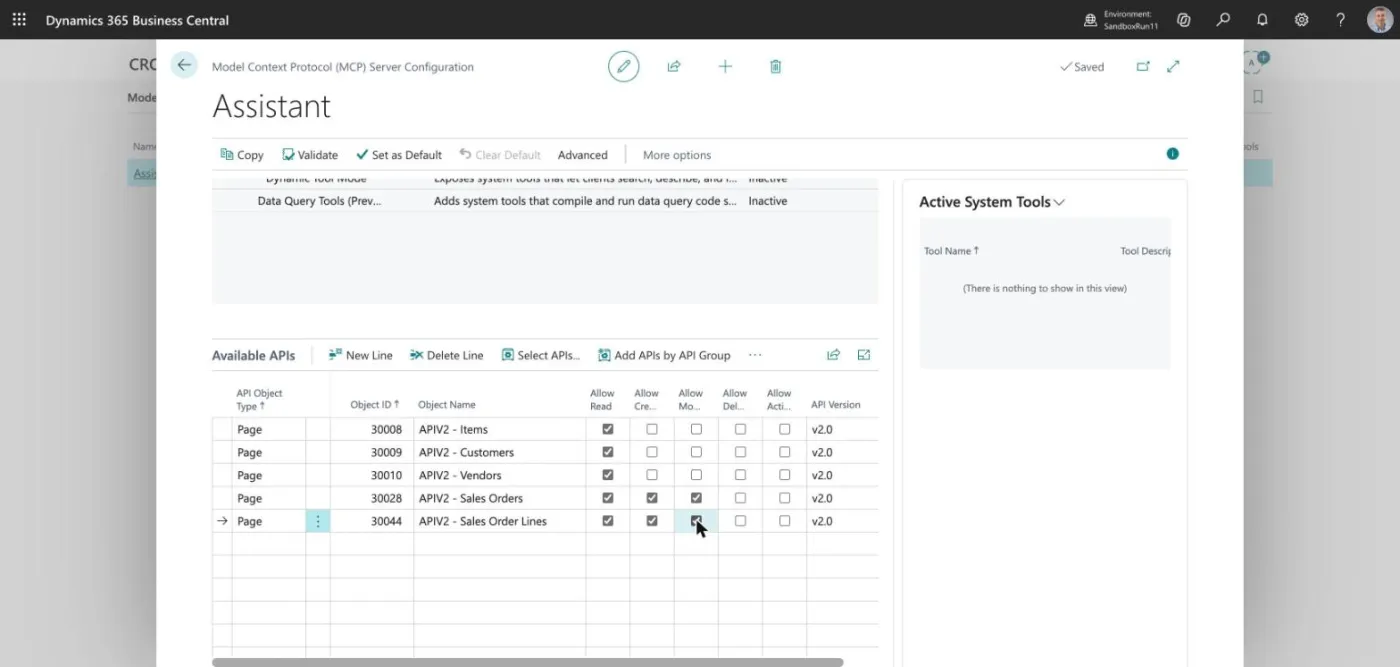 Dynamics 365 Business Central
Environment:
SandboxRun11
CRO
Model Context Protocol (MCP) Server Configuration
Saved
Mode
Assistant
Name
Assis
ools
Copy Validate Set as Default Clear Default Advanced More options
Dynamic Tool Mode Exposes system tools that let clients search, describe, and i... Inactive
Data Query Tools (Prev... Adds system tools that compile and run data query code s... Inactive
Active System Tools
Tool Name ↑ Tool Descrip
(There is nothing to show in this view)
Available APIs New Line Delete Line Select APIs... Add APIs by API Group ...
API Object Type ↑ Object ID ↑ Object Name Allow Read Allow Cre... Allow Mo... Allow Del... Allow Acti... API Version
Page 30008 APIV2 - Items v2.0
Page 30009 APIV2 - Customers v2.0
Page 30010 APIV2 - Vendors v2.0
Page 30028 APIV2 - Sales Orders v2.0
Page 30044 APIV2 - Sales Order Lines v2.0